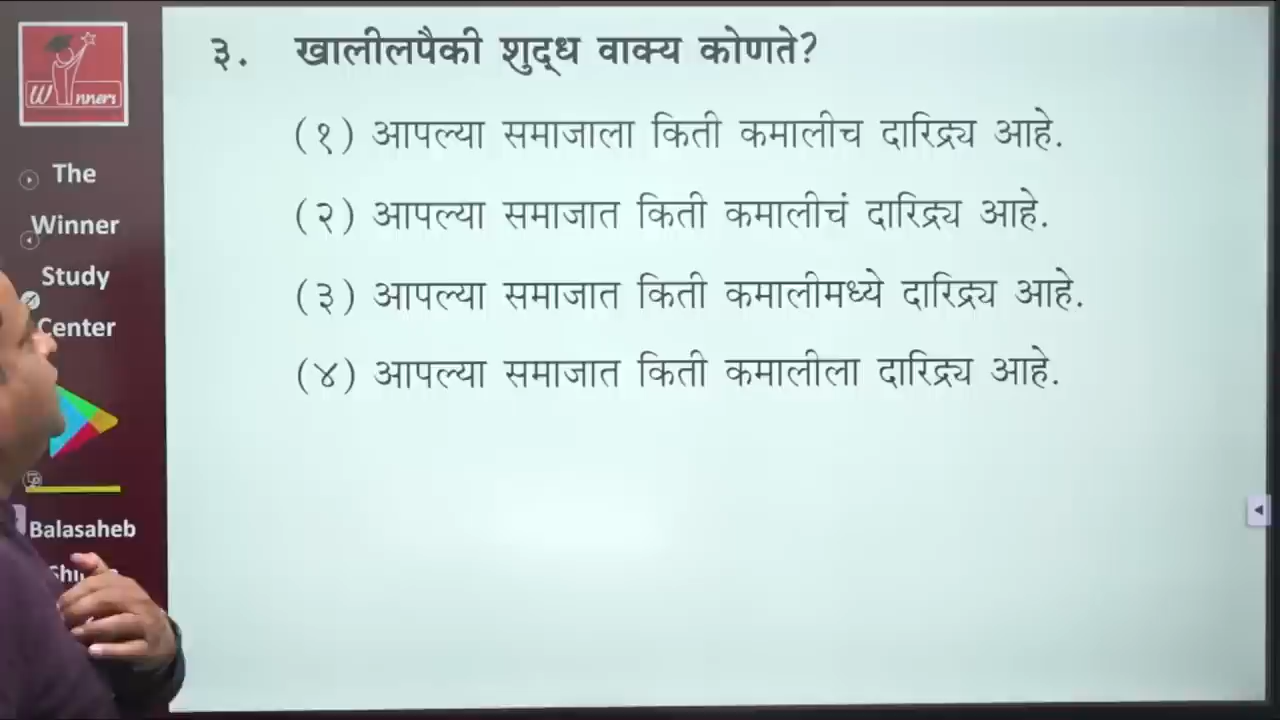 Winners
The
Winner
Study
Center
Balasaheb
३. खालीलपैकी शुद्ध वाक्य कोणते?
(१) आपल्या समाजाला किती कमालीच दारिद्र्य आहे.
(२) आपल्या समाजात किती कमालीचं दारिद्र्य आहे.
(३) आपल्या समाजात किती कमालीमध्ये दारिद्र्य आहे.
(४) आपल्या समाजात किती कमालीला दारिद्र्य आहे.